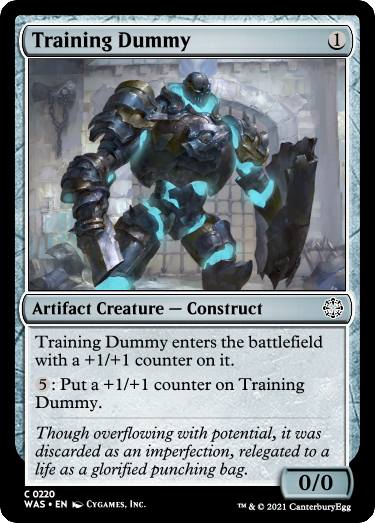 Training Dummy 1
Artifact Creature — Construct
Training Dummy enters the battlefield
with a +1/+1 counter on it.
5: Put a +1/+1 counter on Training
Dummy.
Though overflowing with potential, it was
discarded as an imperfection, relegated to a
life as a glorified punching bag.
0/0
C 0220
WAS • EN Cygames, Inc.
™ & © 2021 CanterburyEgg